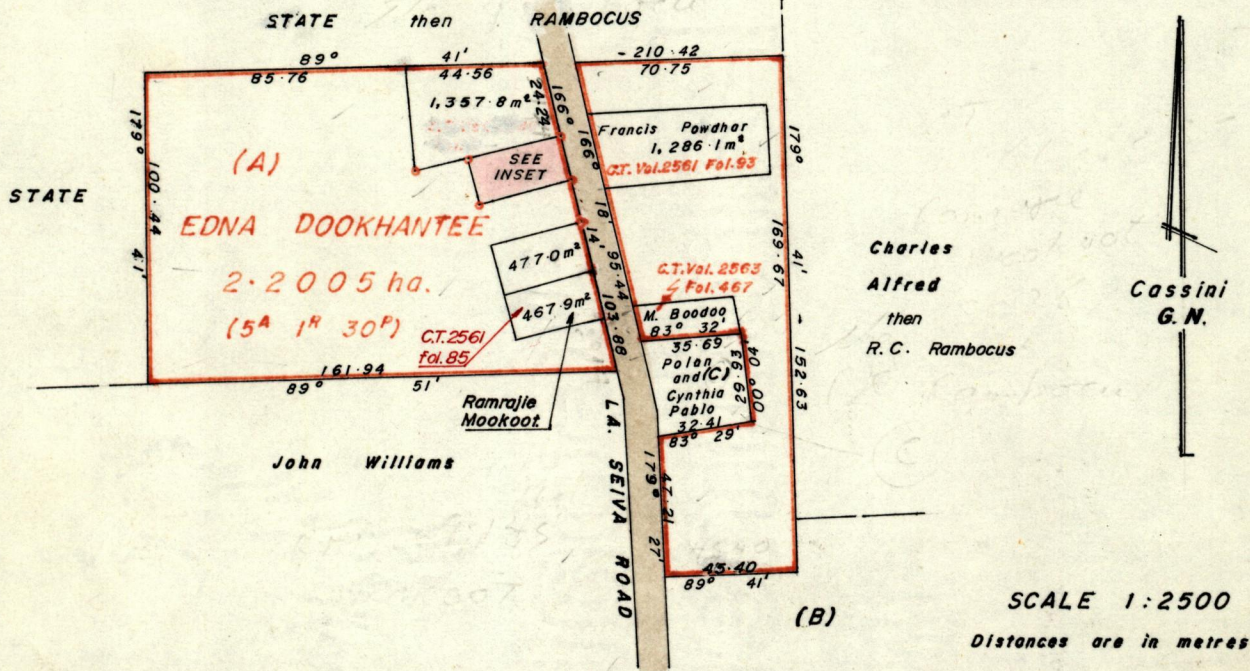 STATE then RAMBOCUS
89° 41'
85.76
44.56
- 210.42
70.75
1,357.8m²
24.24
166°
166°
Francis Powdhar
1,286.1m²
C.T. Vol.2561 Fol.93
SEE
INSET
179°
100.44
41'
STATE
(A)
EDNA DOOKHANTEE
2.2005 ha.
(5ᴬ 1ᴿ 30ᴾ)
477.0m²
467.9m²
C.T.2561
fol.85
18'
14'
95.44
103.88
C.T.Vol. 2563
Fol.467
M. Boodoo
83° 32'
35.69
Polan
and (C)
Cynthia
Pablo
32.41
83° 29'
29.93
00° 04'
179°
169.67
41'
- 152.63
Charles
Alfred
then
R.C. Rambocus
Cassini
G.N.
161.94
89° 51'
Ramrajie
Mookoot.
John Williams
LA. SEIVA ROAD
179°
47.21
27'
45.40
89° 41'
(B)
SCALE 1:2500
Distances are in metres